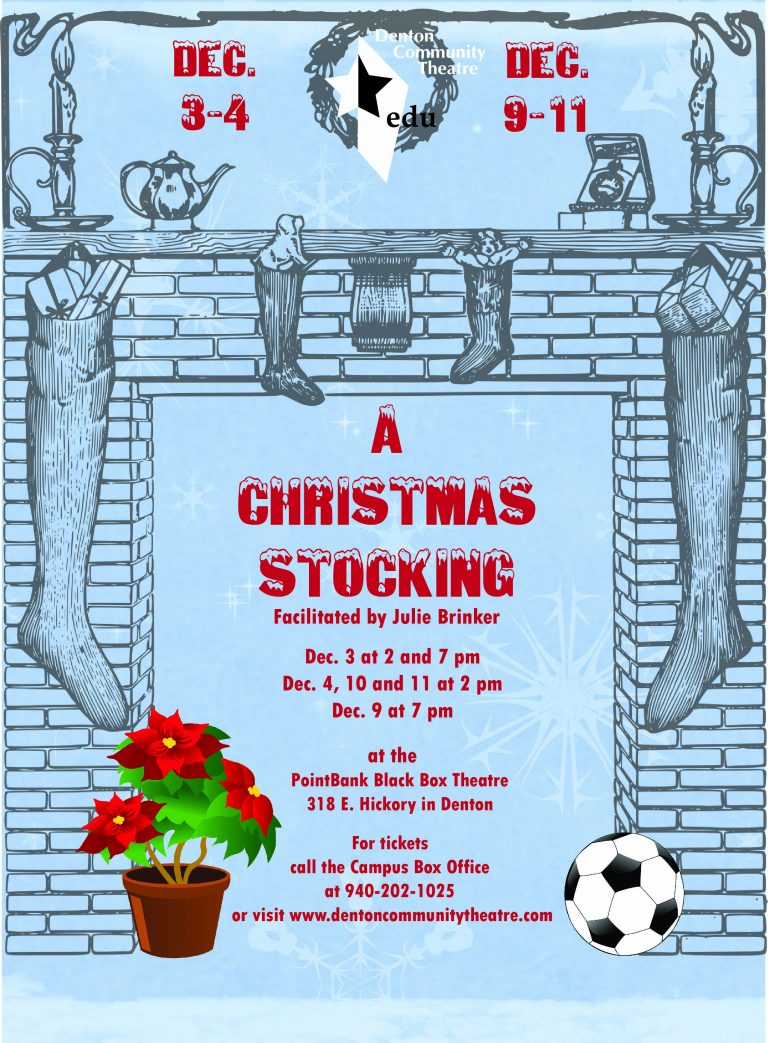 DEC.
3-4
Denton
Community
Theatre
edu
DEC.
9-11
A
CHRISTMAS
STOCKING
Facilitated by Julie Brinker
Dec. 3 at 2 and 7 pm
Dec. 4, 10 and 11 at 2 pm
Dec. 9 at 7 pm
at the
PointBank Black Box Theatre
318 E. Hickory in Denton
For tickets
call the Campus Box Office
at 940-202-1025
or visit www.dentoncommunitytheatre.com